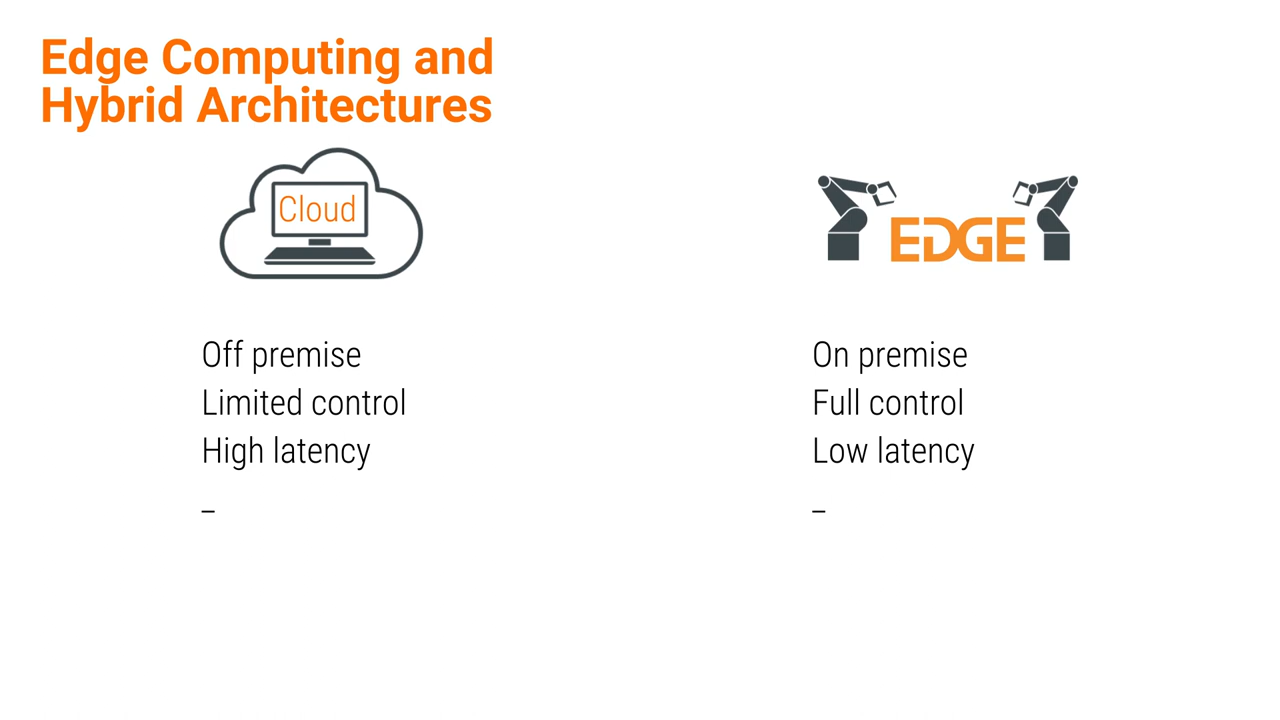 Edge Computing and
Hybrid Architectures
Cloud
Off premise
Limited control
High latency
_
EDGE
On premise
Full control
Low latency
_